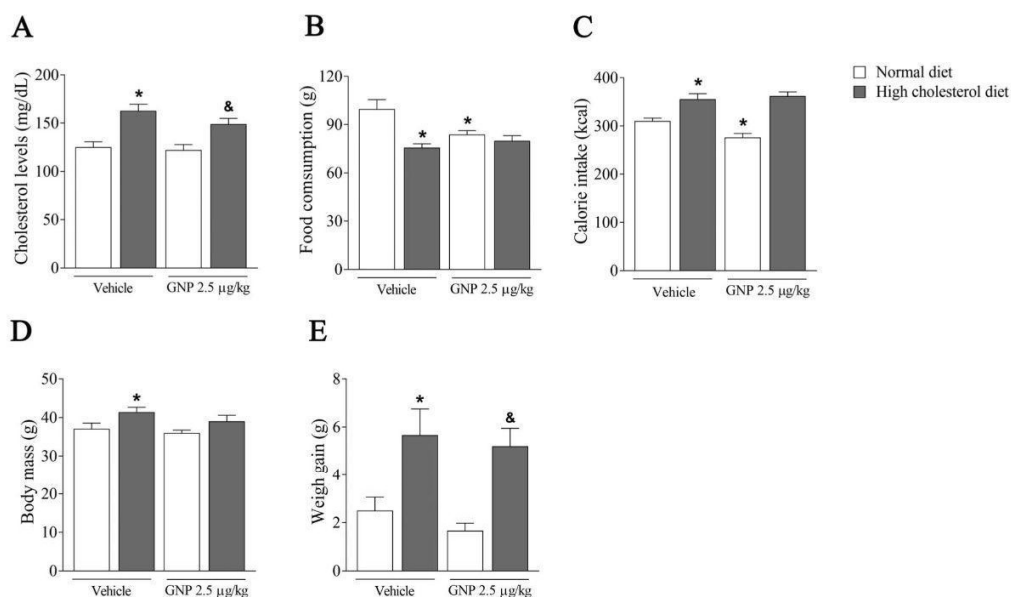 A
Cholesterol levels (mg/dL)
200
150
100
50
0
*
&
Vehicle
GNP 2.5 µg/kg
B
Food comsumption (g)
120
90
60
30
0
*
*
Vehicle
GNP 2.5 µg/kg
C
Calorie intake (kcal)
400
300
200
100
0
*
*
Vehicle
GNP 2.5 µg/kg
Normal diet
High cholesterol diet
D
Body mass (g)
50
40
30
20
10
0
*
Vehicle
GNP 2.5 µg/kg
E
Weigh gain (g)
8
6
4
2
0
*
&
Vehicle
GNP 2.5 µg/kg